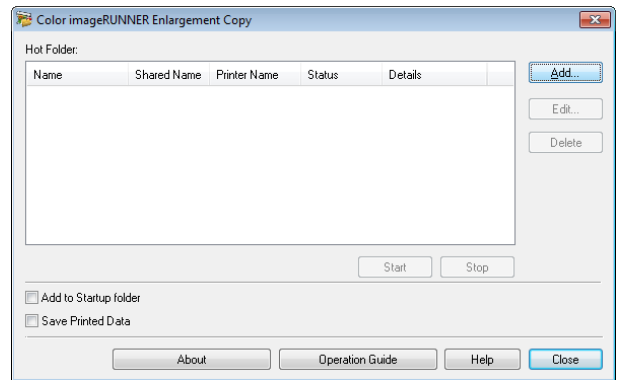 Color imageRUNNER Enlargement Copy
Hot Folder:
Name Shared Name Printer Name Status Details
Add...
Edit...
Delete
Start Stop
Add to Startup folder
Save Printed Data
About Operation Guide Help Close